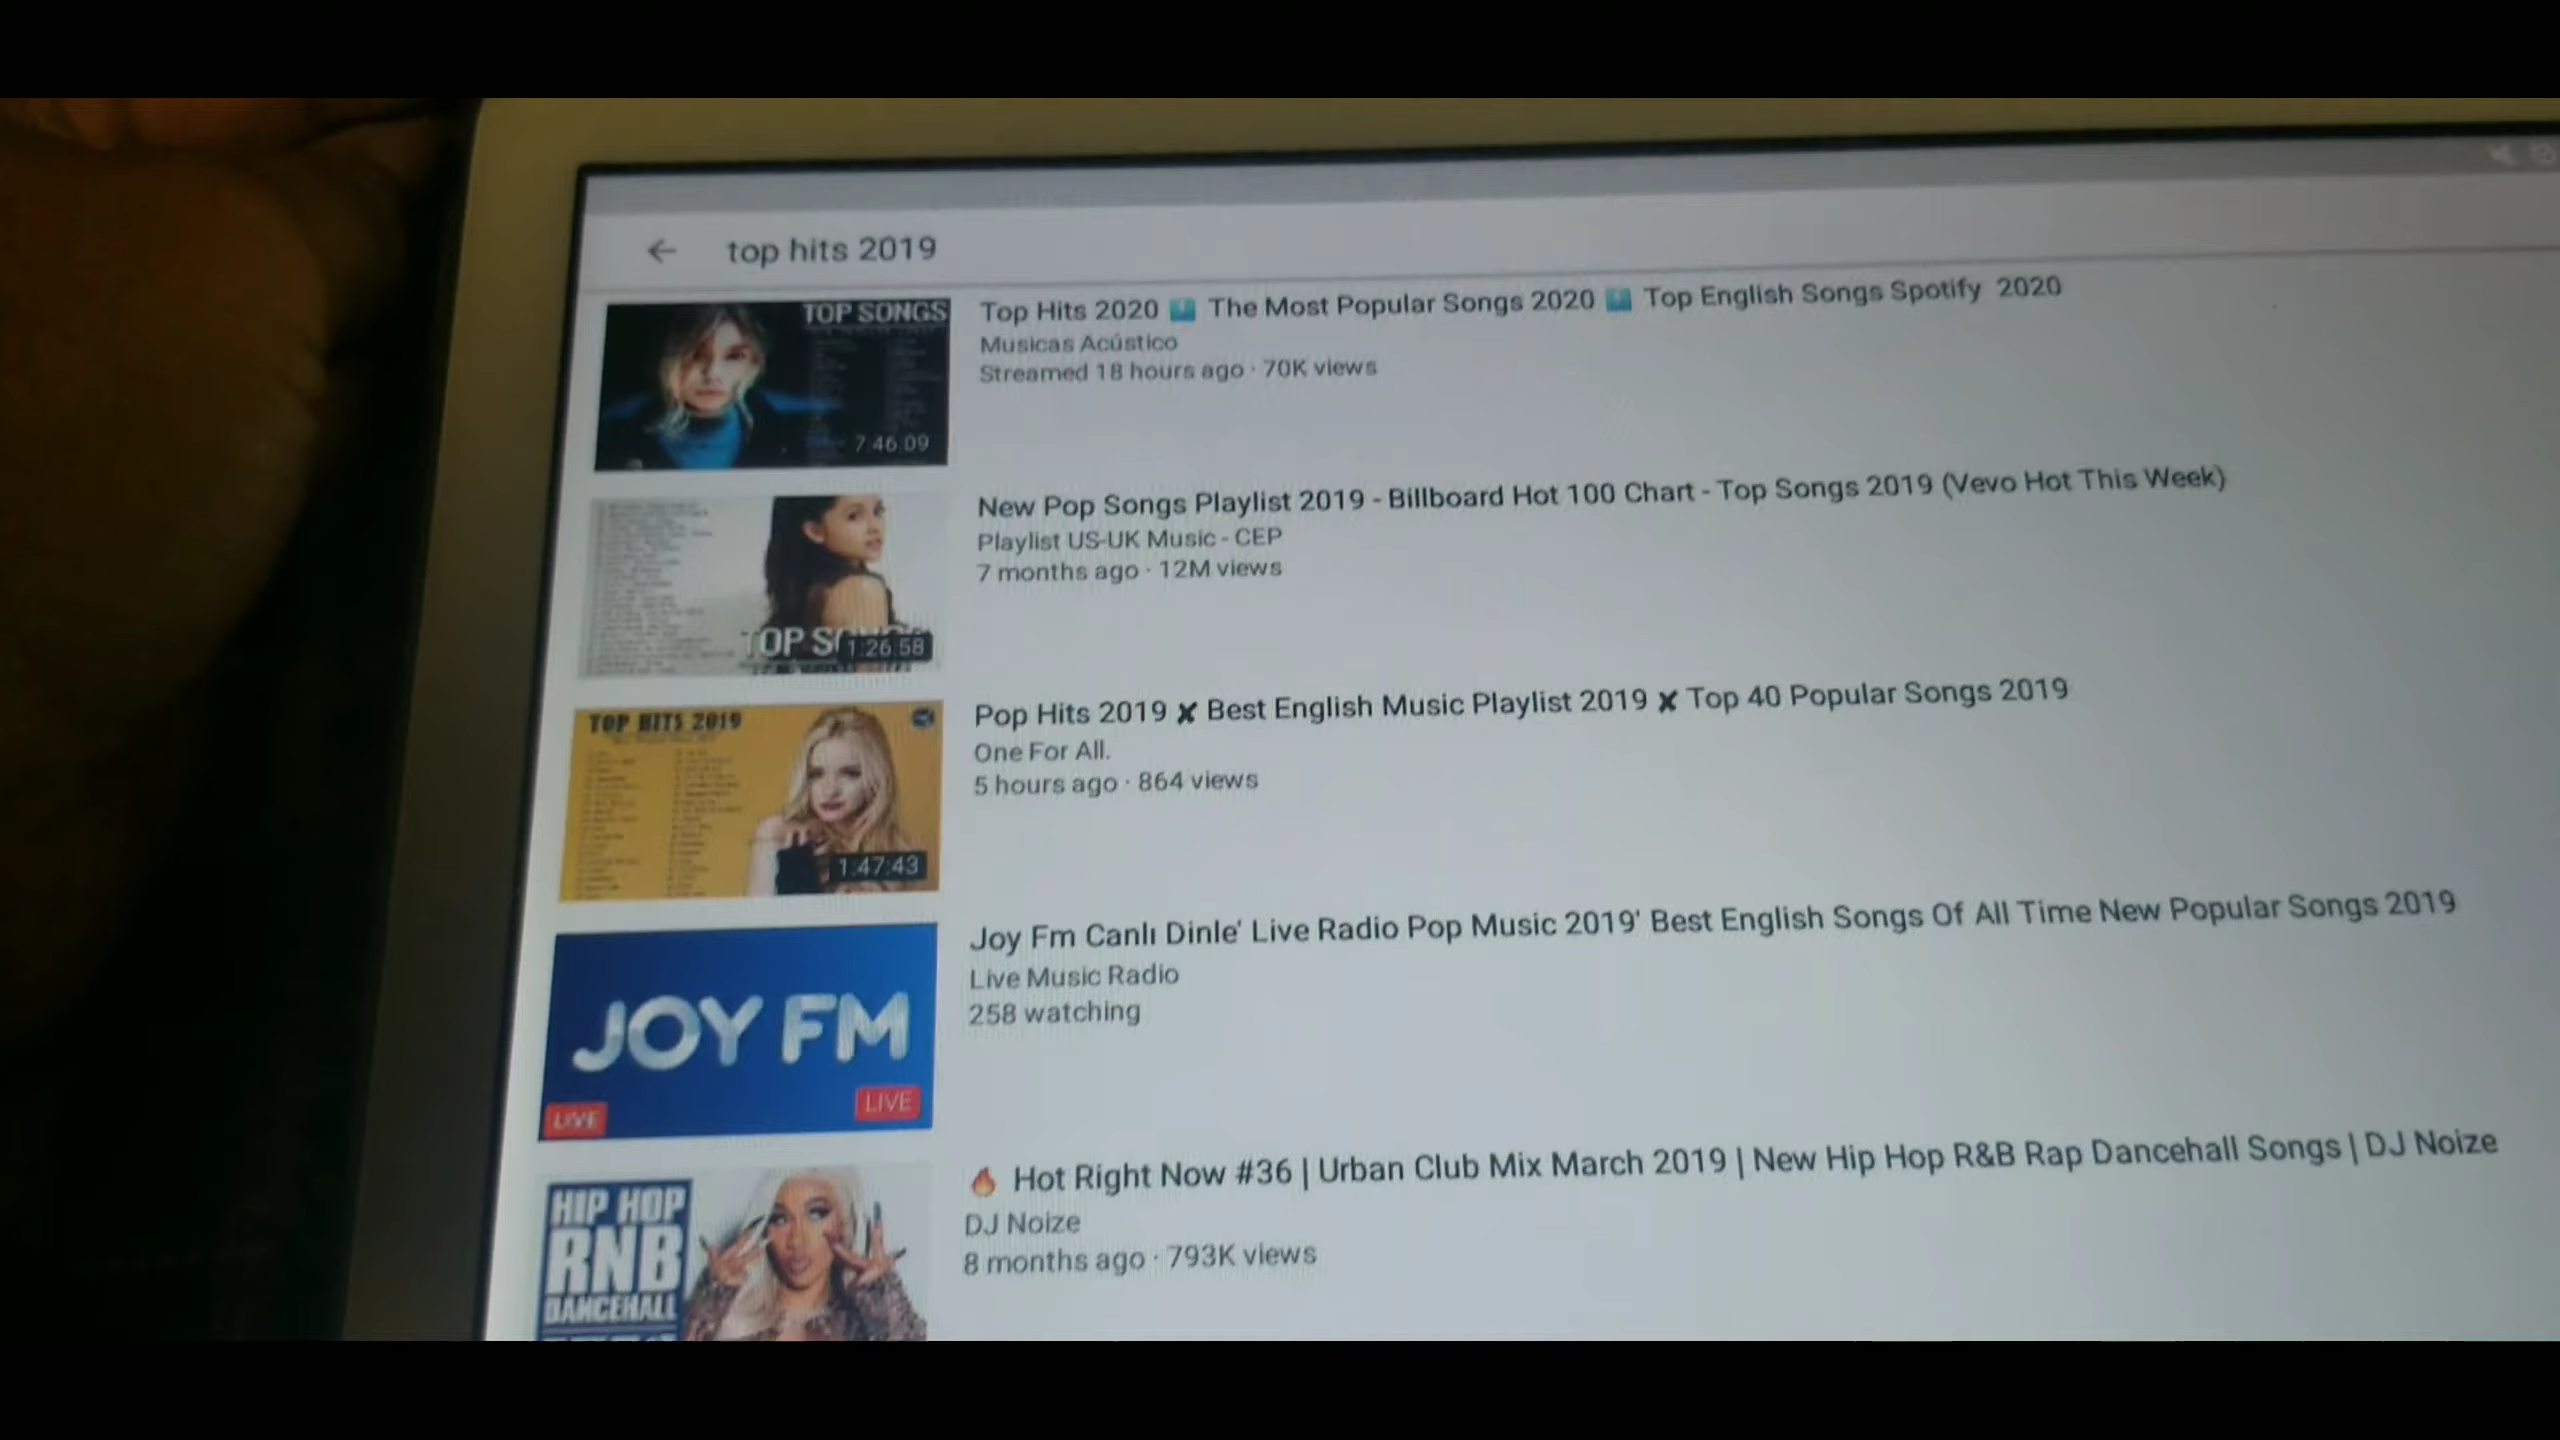 top hits 2019
TOP SONGS
7:46:09
Top Hits 2020 The Most Popular Songs 2020 Top English Songs Spotify 2020
Musicas Acústico
Streamed 18 hours ago · 70K views
TOP
1:26:58
New Pop Songs Playlist 2019 - Billboard Hot 100 Chart - Top Songs 2019 (Vevo Hot This Week)
Playlist US-UK Music - CEP
7 months ago · 12M views
TOP HITS 2019
1:47:43
Pop Hits 2019 ✘ Best English Music Playlist 2019 ✘ Top 40 Popular Songs 2019
One For All.
5 hours ago · 864 views
JOY FM
LIVE
LIVE
Joy Fm Canlı Dinle' Live Radio Pop Music 2019' Best English Songs Of All Time New Popular Songs 2019
Live Music Radio
258 watching
HIP HOP
RNB
DANCEHALL
🔥 Hot Right Now #36 | Urban Club Mix March 2019 | New Hip Hop R&B Rap Dancehall Songs | DJ Noize
DJ Noize
8 months ago · 793K views